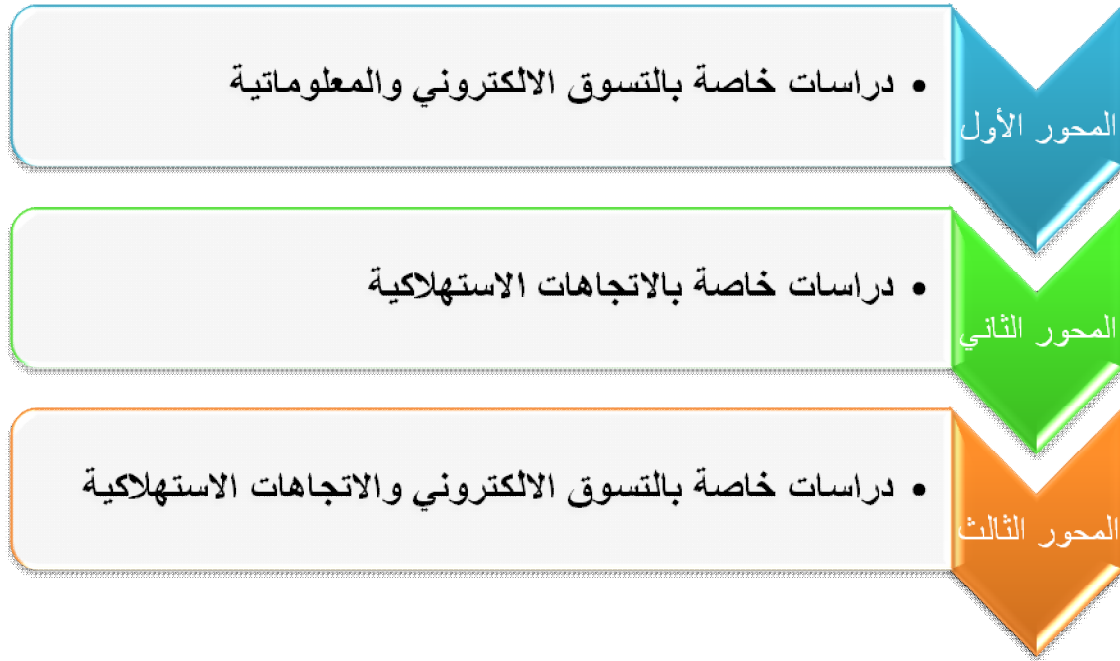 المحور الأول
• دراسات خاصة بالتسوق الالكتروني والمعلوماتية
المحور الثاني
• دراسات خاصة بالاتجاهات الاستهلاكية
المحور الثالث
• دراسات خاصة بالتسوق الالكتروني والاتجاهات الاستهلاكية